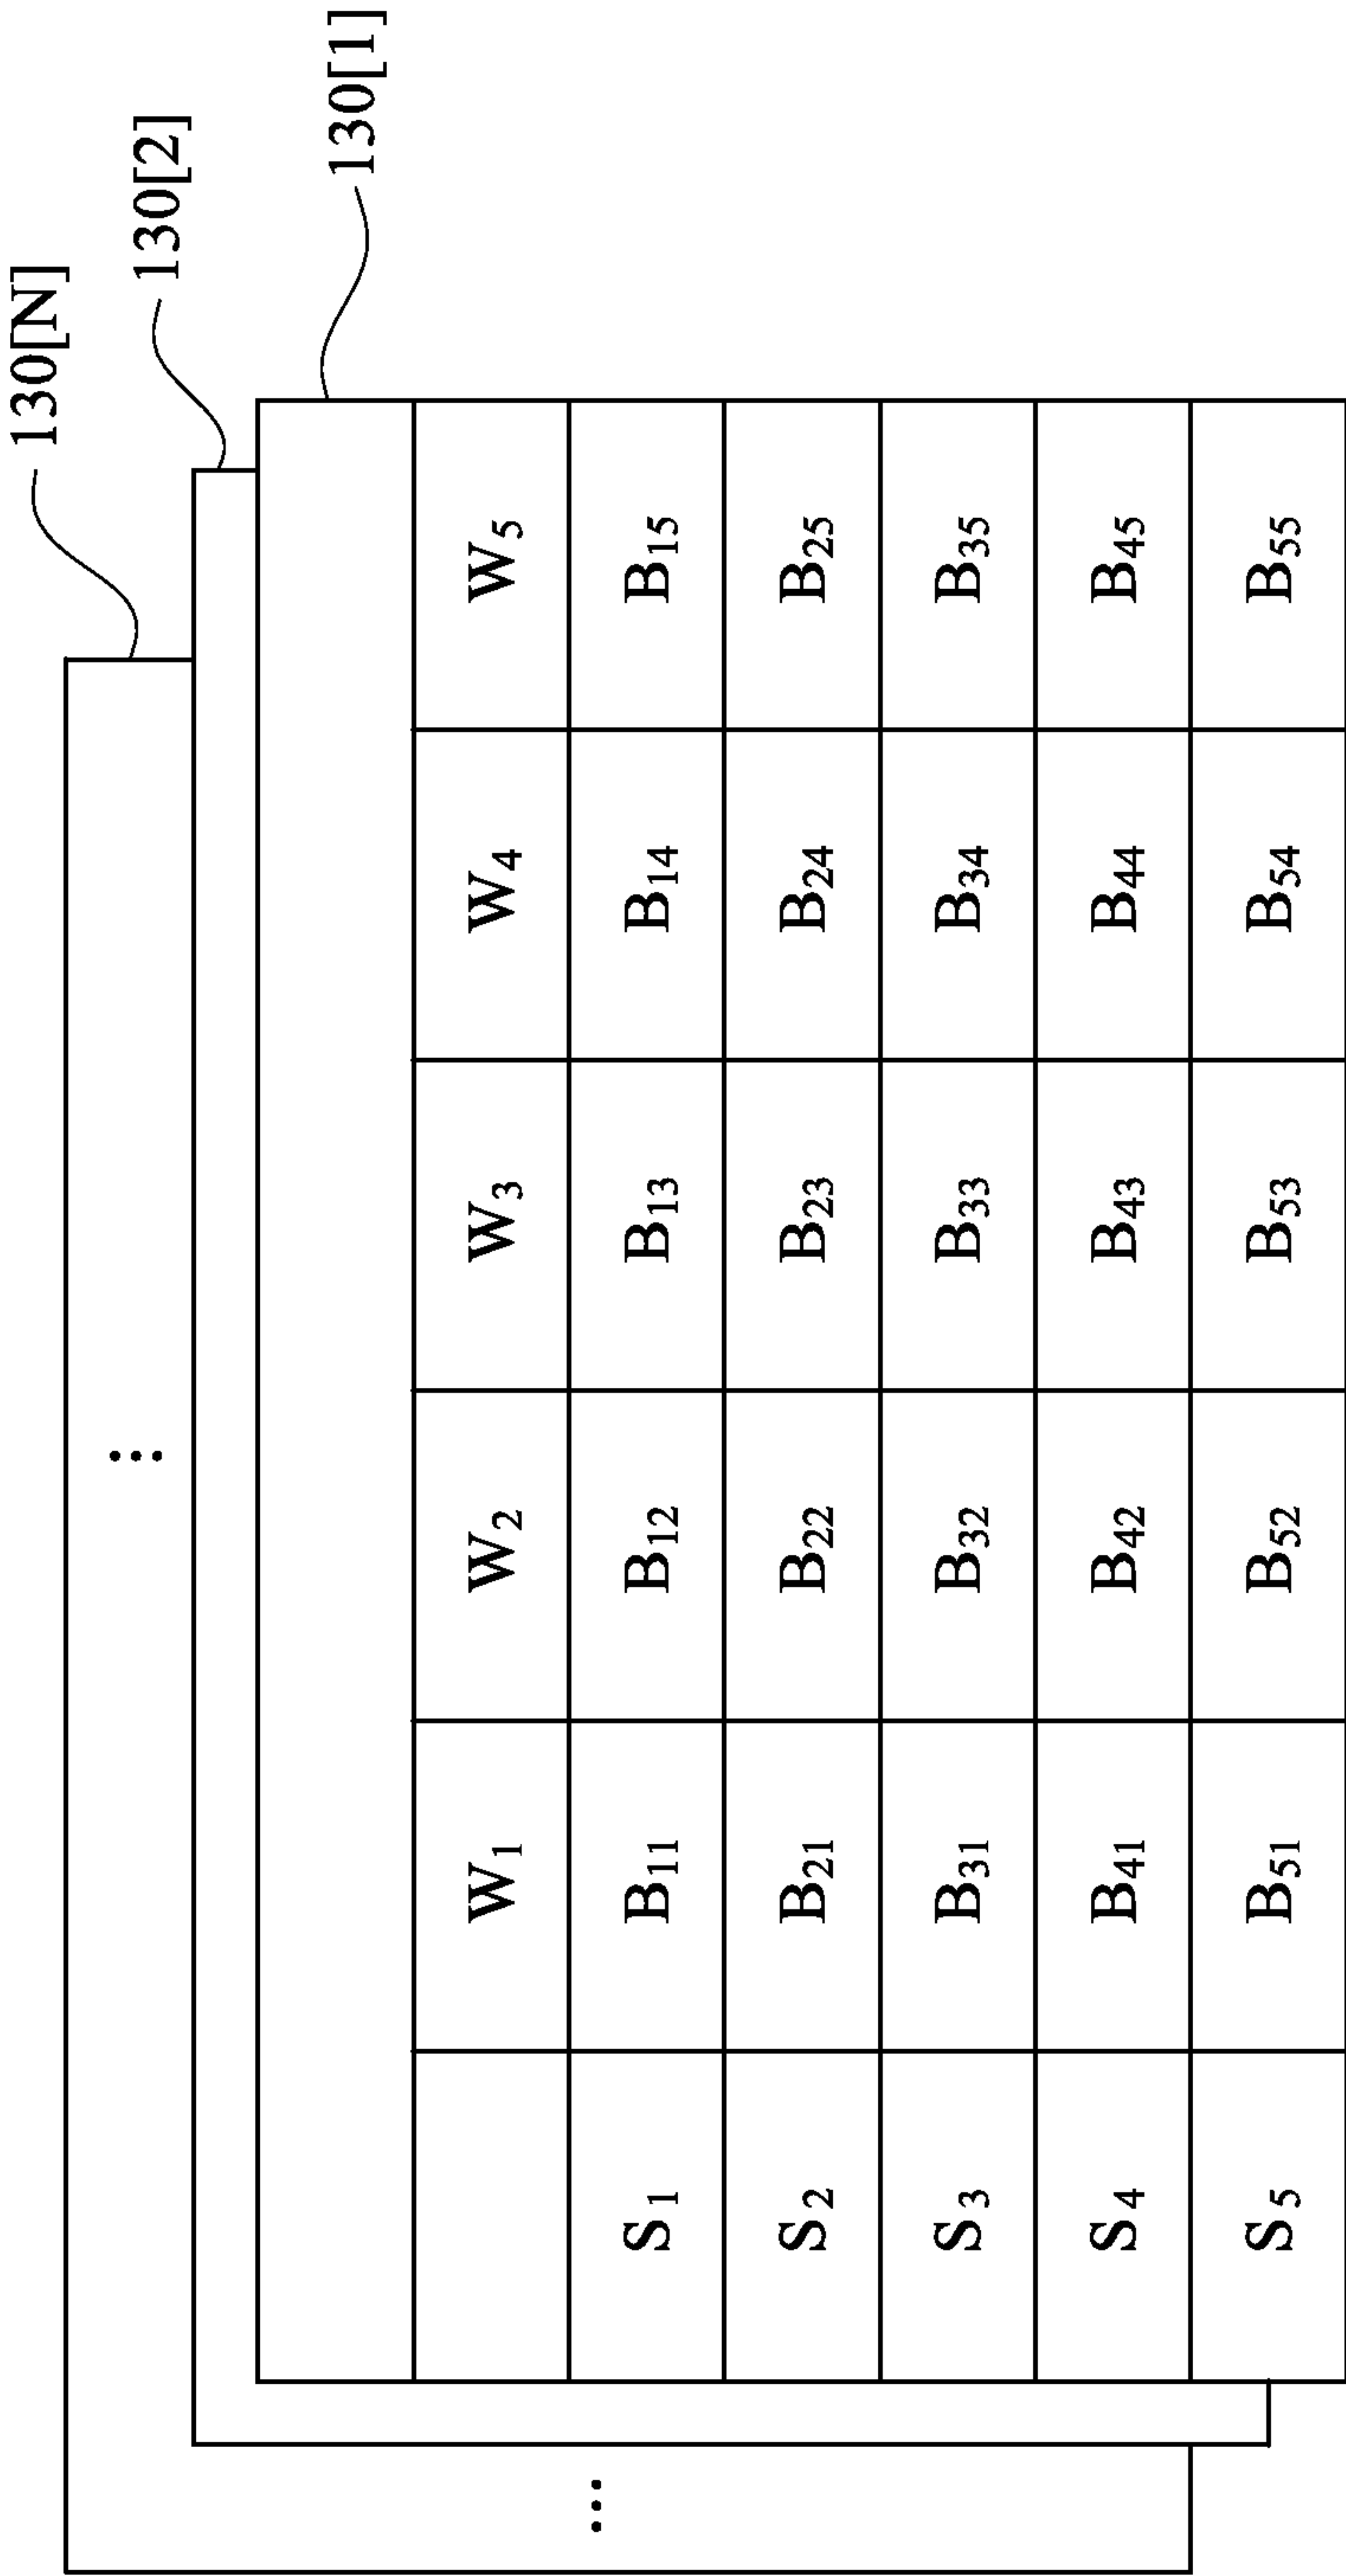 130[N]
130[2]
130[1]
W₁ W₂ W₃ W₄ W₅
S₁ B₁₁ B₁₂ B₁₃ B₁₄ B₁₅
S₂ B₂₁ B₂₂ B₂₃ B₂₄ B₂₅
S₃ B₃₁ B₃₂ B₃₃ B₃₄ B₃₅
S₄ B₄₁ B₄₂ B₄₃ B₄₄ B₄₅
S₅ B₅₁ B₅₂ B₅₃ B₅₄ B₅₅